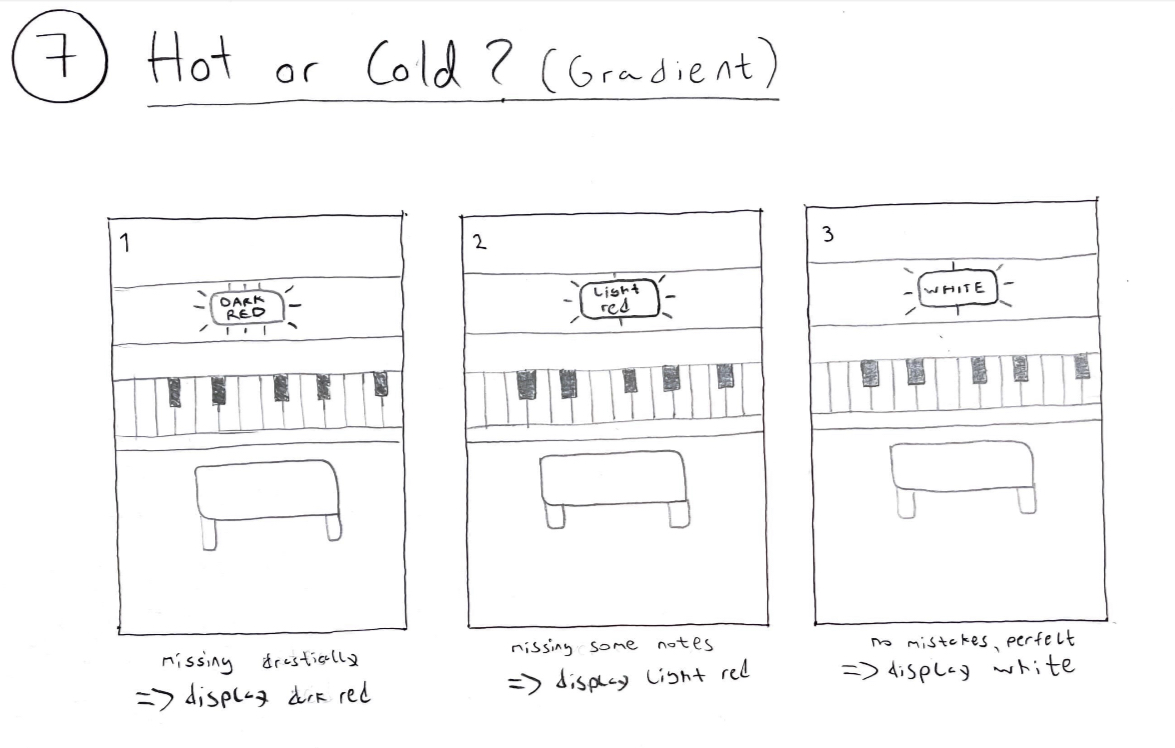 7 Hot or Cold? (Gradient)
1
DARK
RED
missing drastically
=> display dark red
2
Light
red
missing some notes
=> display light red
3
WHITE
no mistakes, perfect
=> display white